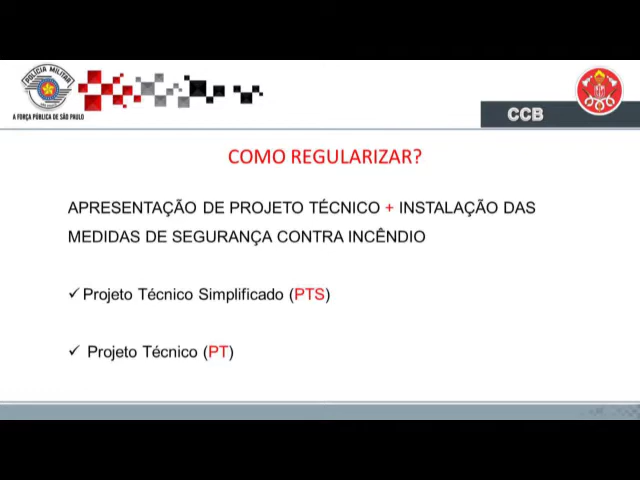 POLÍCIA MILITAR
A FORÇA PÚBLICA DE SÃO PAULO
CCB
COMO REGULARIZAR?
APRESENTAÇÃO DE PROJETO TÉCNICO + INSTALAÇÃO DAS
MEDIDAS DE SEGURANÇA CONTRA INCÊNDIO
✓ Projeto Técnico Simplificado (PTS)
✓ Projeto Técnico (PT)